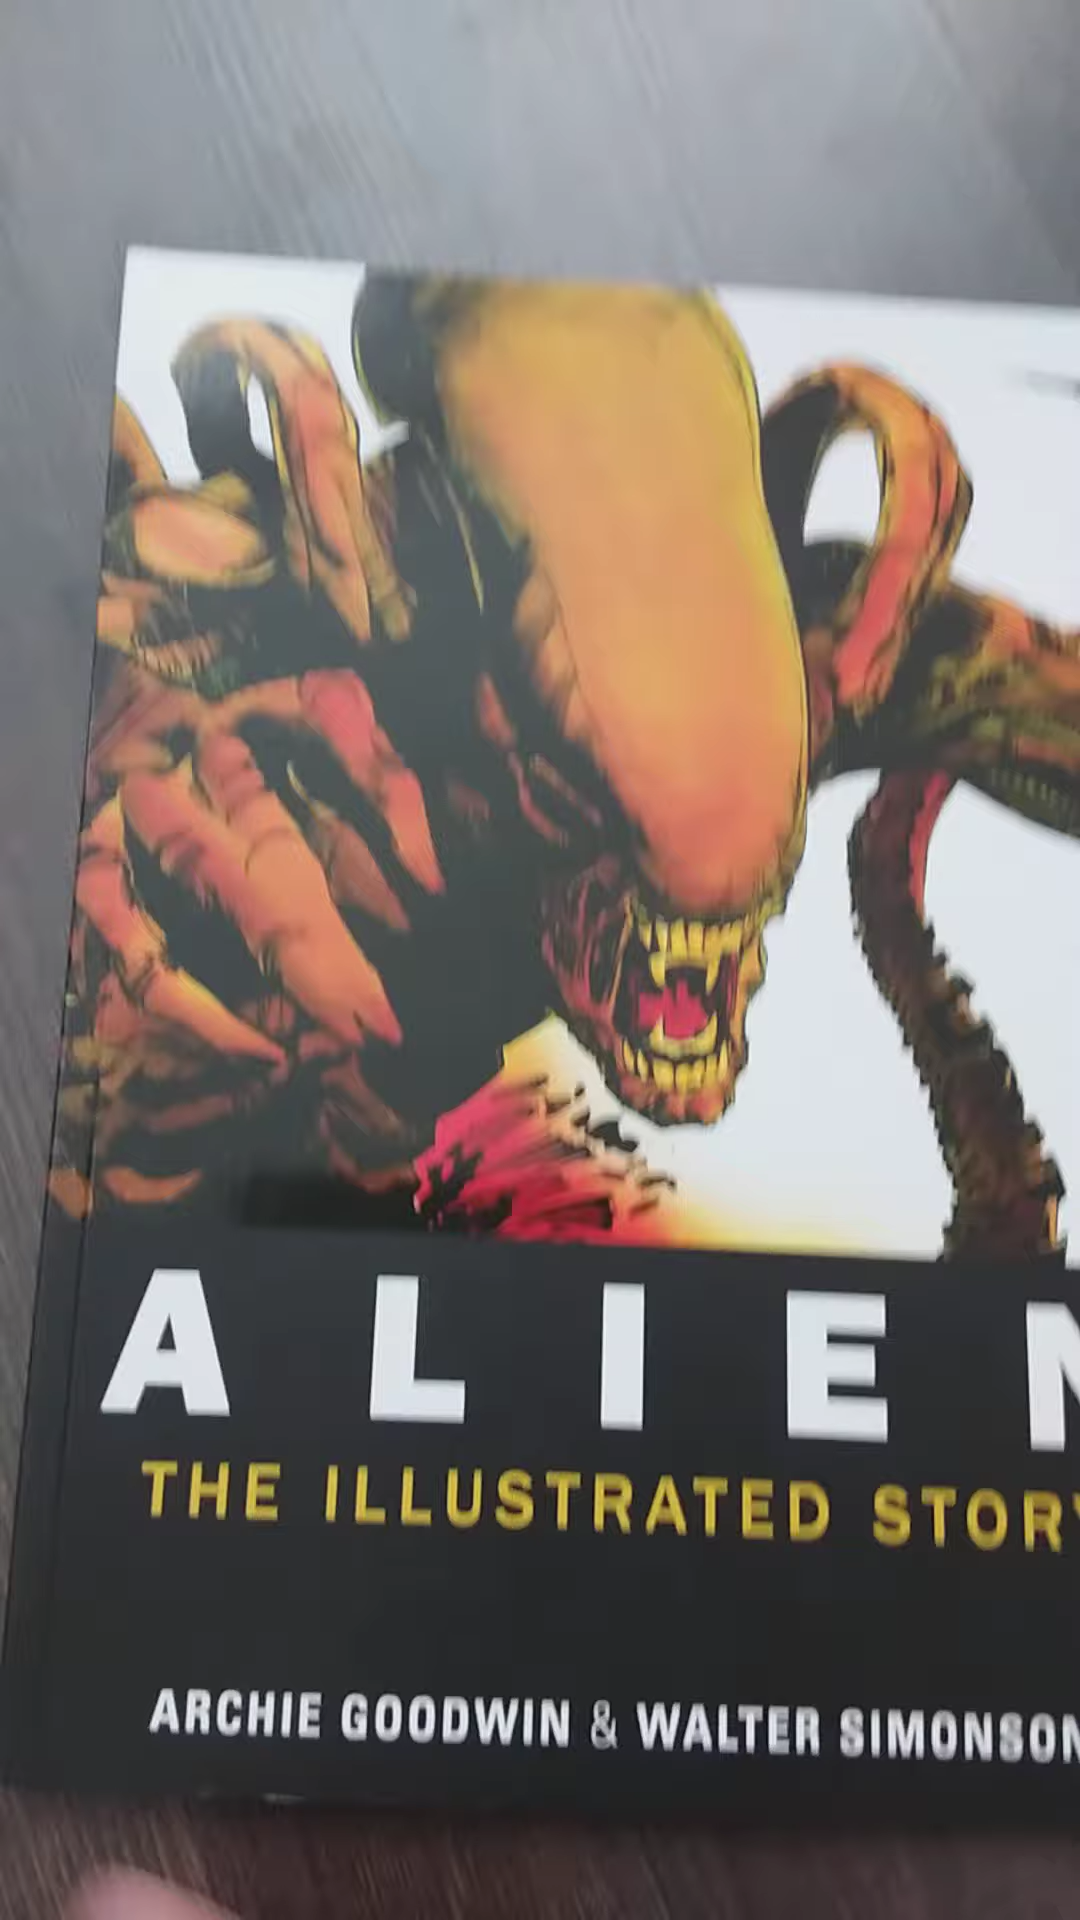 ALIEN
THE ILLUSTRATED STORY
ARCHIE GOODWIN & WALTER SIMONSON